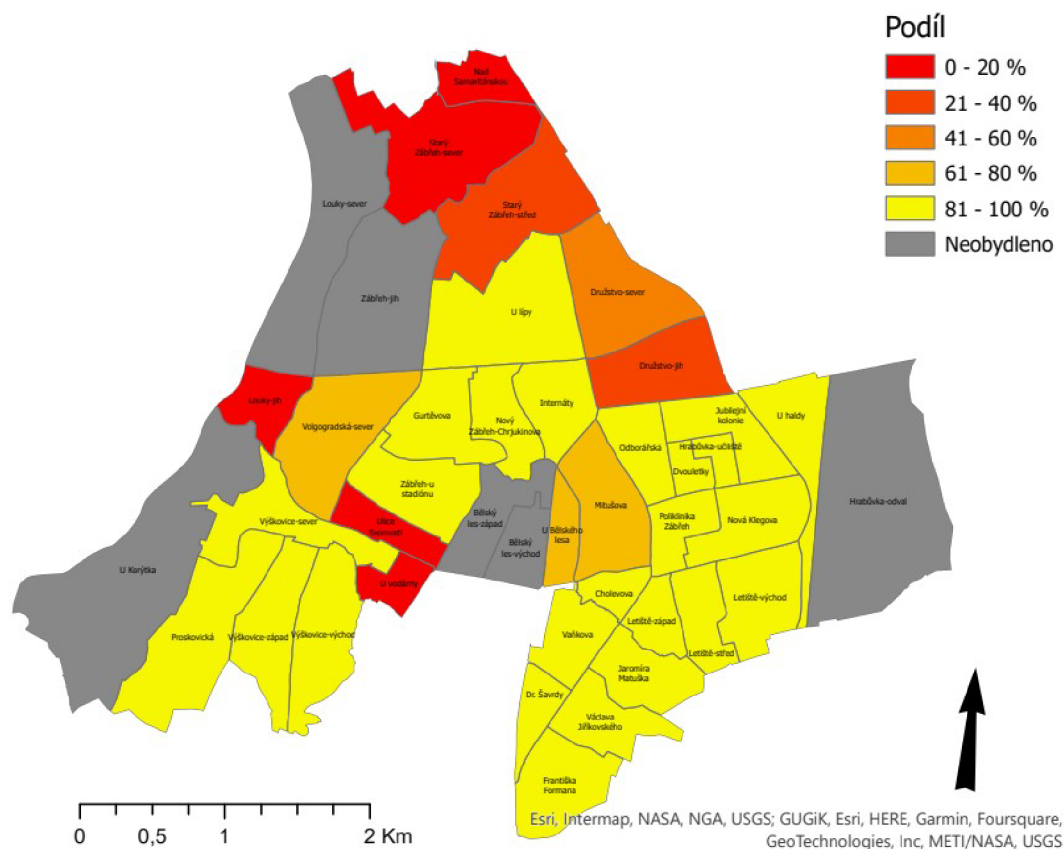 Podíl
0 - 20 %
21 - 40 %
41 - 60 %
61 - 80 %
81 - 100 %
Neobydleno
Nad
Samaritánskou
Starý
Zábřeh-sever
Louky-sever
Starý
Zábřeh-střed
Zábřeh-jih
Družstvo-sever
U lípy
Družstvo-jih
Louky-jih
Volgogradská-sever
Gurťěvova
Nový
Zábřeh-Chrjukinova
Internáty
Jubilejní
kolonie
U haldy
Odborářská
Hrabůvka-učiliště
Dvouletky
Zábřeh-u
stadiónu
Hrabůvka-odval
Mitušova
Bělský
les-západ
Poliklinika
Zábřeh
Nová Klegova
Výškovice-sever
Ulice
U Bělského
lesa
Bělský
les-východ
U Korýtka
U vodárny
Cholevova
Letiště-východ
Letiště-západ
Proskovická
Výškovice-západ
Výškovice-východ
Vaňkova
Letiště-střed
Jaromíra
Matuška
Dr. Šavrdy
Václava
Jiříkovského
Františka
Formana
0
0,5
1
2 Km
Esri, Intermap, NASA, NGA, USGS; GUGiK, Esri, HERE, Garmin, Foursquare,
GeoTechnologies, Inc, METI/NASA, USGS